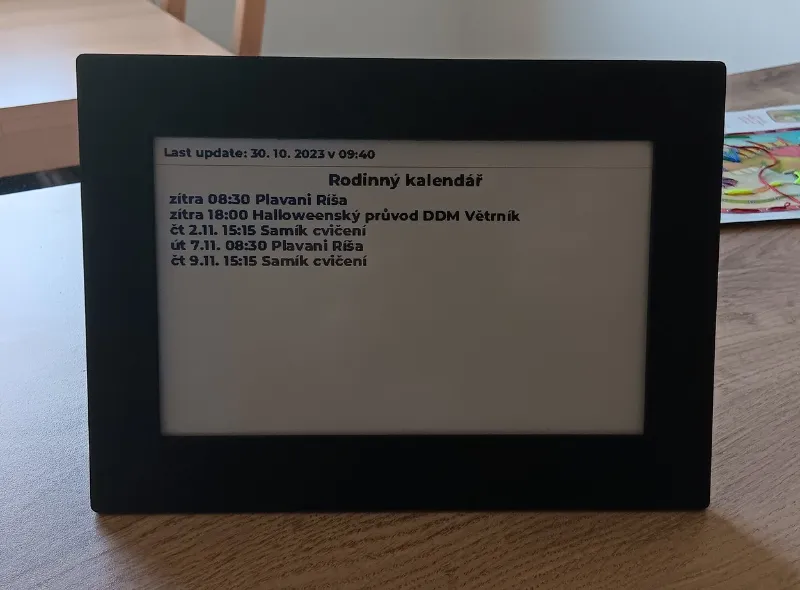 Last update: 30. 10. 2023 v 09:40
Rodinný kalendář
zítra 08:30 Plavani Ríša
zítra 18:00 Halloweenský průvod DDM Větrník
čt 2.11. 15:15 Samík cvičení
út 7.11. 08:30 Plavani Ríša
čt 9.11. 15:15 Samík cvičení